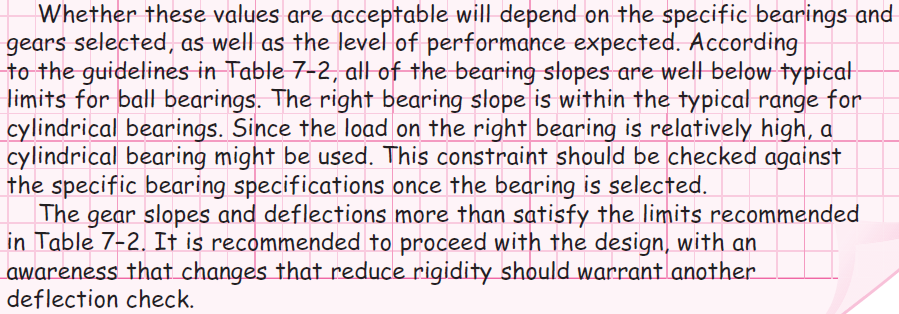 Whether these values are acceptable will depend on the specific bearings and
gears selected, as well as the level of performance expected. According
to the guidelines in Table 7–2, all of the bearing slopes are well below typical
limits for ball bearings. The right bearing slope is within the typical range for
cylindrical bearings. Since the load on the right bearing is relatively high, a
cylindrical bearing might be used. This constraint should be checked against
the specific bearing specifications once the bearing is selected.
The gear slopes and deflections more than satisfy the limits recommended
in Table 7–2. It is recommended to proceed with the design, with an
awareness that changes that reduce rigidity should warrant another
deflection check.